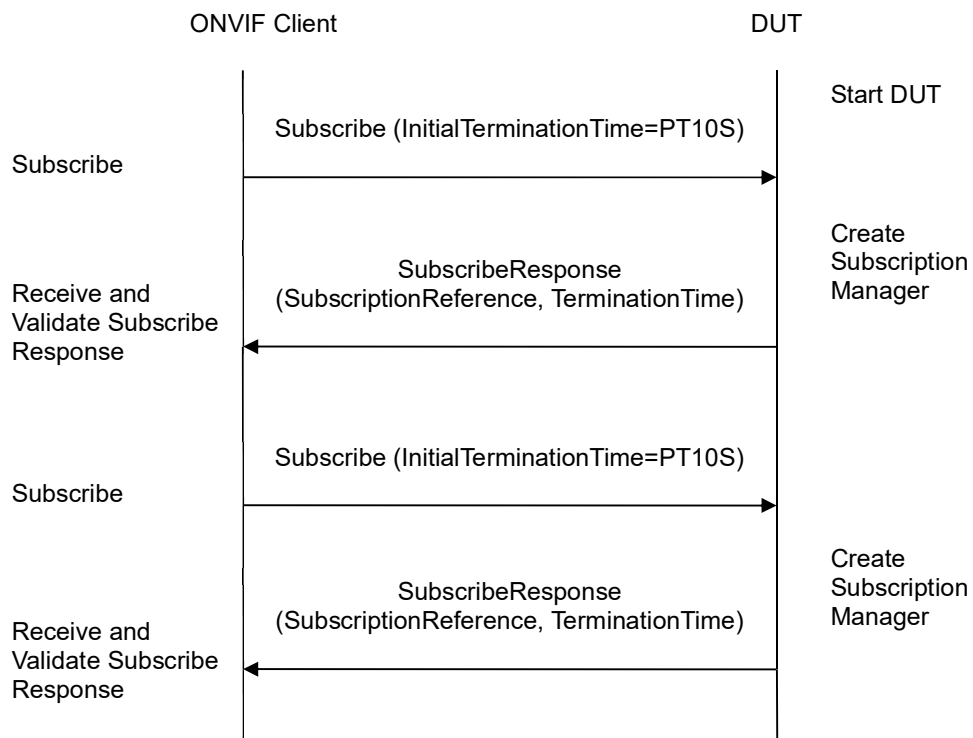 ONVIF Client
DUT
Start DUT
Subscribe (InitialTerminationTime=PT10S)
Subscribe
Create
Subscription
Manager
SubscribeResponse
(SubscriptionReference, TerminationTime)
Receive and
Validate Subscribe
Response
Subscribe (InitialTerminationTime=PT10S)
Subscribe
Create
Subscription
Manager
SubscribeResponse
(SubscriptionReference, TerminationTime)
Receive and
Validate Subscribe
Response